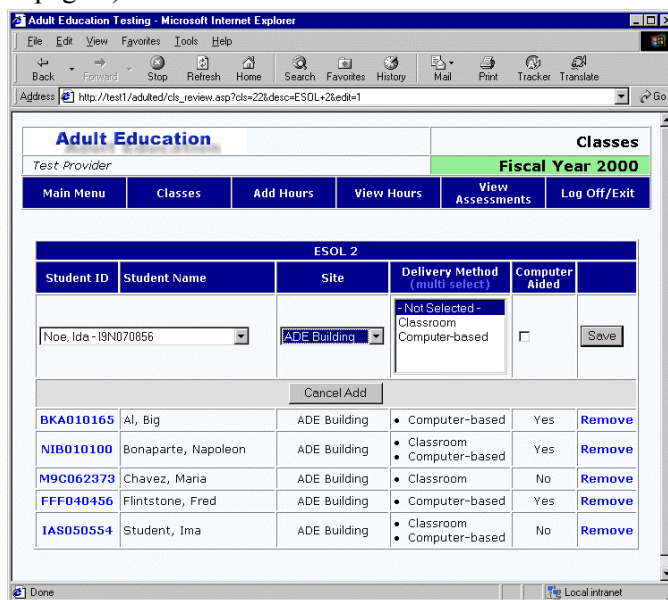 Adult Education Testing - Microsoft Internet Explorer
File Edit View Favorites Tools Help
Back Forward Stop Refresh Home Search Favorites History Mail Print Tracker Translate
Address http://test1/adulted/cls_review.asp?cls=22&desc=ESOL+2&edit=1 Go
Adult Education Classes
Test Provider Fiscal Year 2000
Main Menu Classes Add Hours View Hours View Assessments Log Off/Exit
ESOL 2
Student ID Student Name Site Delivery Method (multi select) Computer Aided
- Not Selected -
Classroom
Noe, Ida - I9N070856 ADE Building Computer-based Save
Cancel Add
BKA010165 Al, Big ADE Building • Computer-based Yes Remove
NIB010100 Bonaparte, Napoleon ADE Building • Classroom • Computer-based Yes Remove
M9C062373 Chavez, Maria ADE Building • Classroom No Remove
FFF040456 Flintstone, Fred ADE Building • Computer-based Yes Remove
IAS050554 Student, Ima ADE Building • Classroom • Computer-based No Remove
Done Local intranet